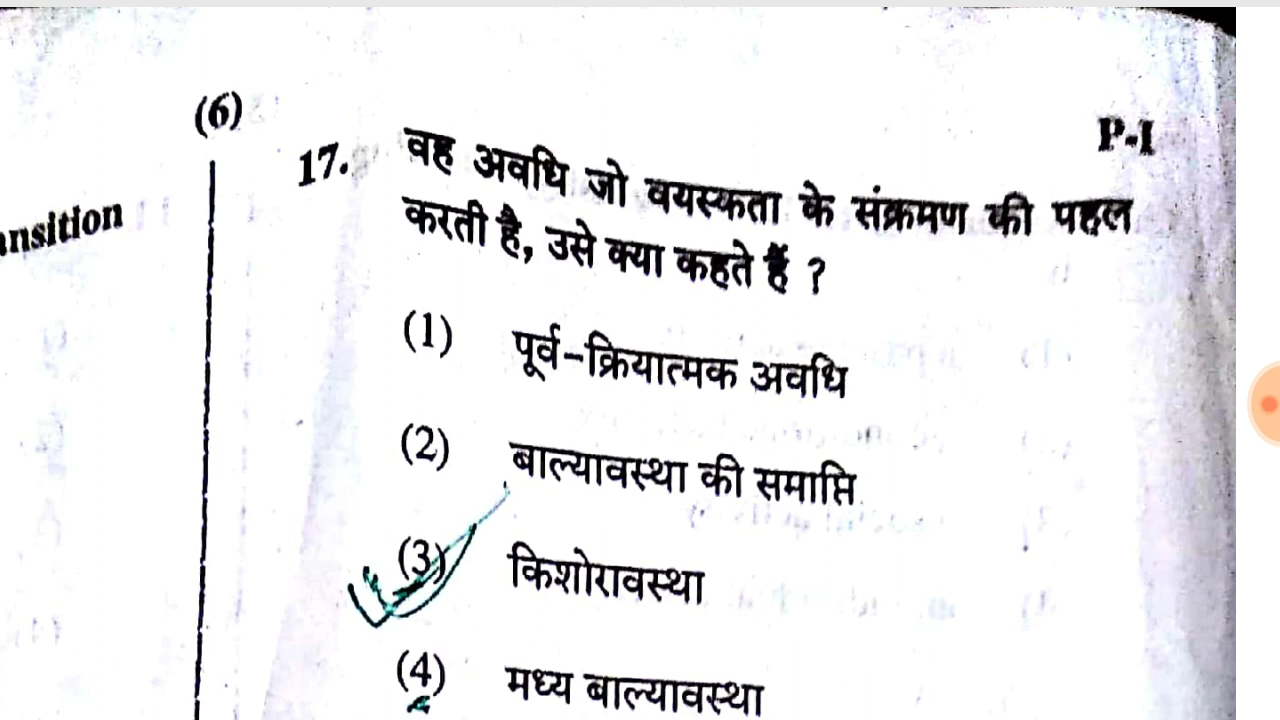 (6)
P-I
nsition
17. वह अवधि जो वयस्कता के संक्रमण की पहल
करती है, उसे क्या कहते हैं ?
(1) पूर्व-क्रियात्मक अवधि
(2) बाल्यावस्था की समाप्ति
(3) किशोरावस्था
(4) मध्य बाल्यावस्था